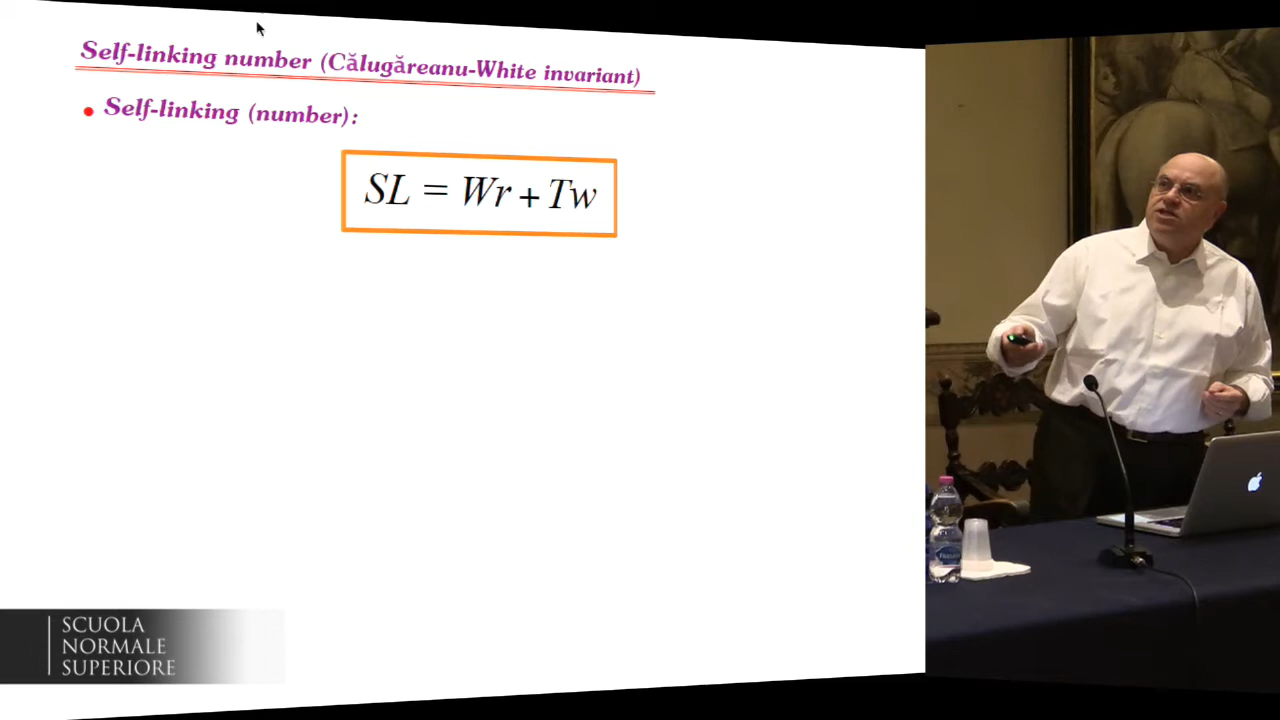 Self-linking number (Călugăreanu-White invariant)
• Self-linking (number):
SL = Wr + Tw
SCUOLA
NORMALE
SUPERIORE